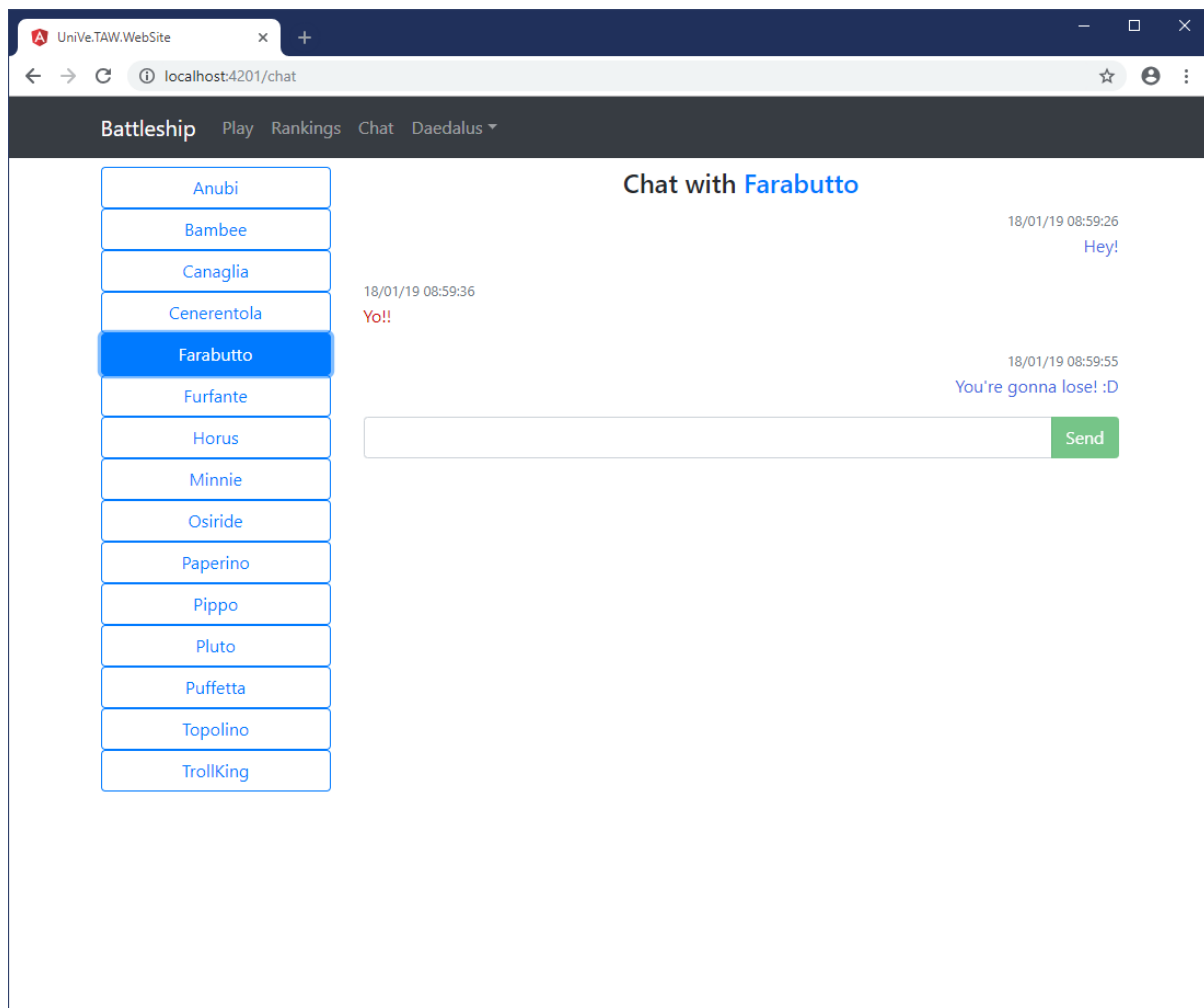 UniVe.TAW.WebSite
localhost:4201/chat
Battleship Play Rankings Chat Daedalus
Anubi
Bambee
Canaglia
Cenerentola
Farabutto
Furfante
Horus
Minnie
Osiride
Paperino
Pippo
Pluto
Puffetta
Topolino
TrollKing
Chat with Farabutto
18/01/19 08:59:26
Hey!
18/01/19 08:59:36
Yo!!
18/01/19 08:59:55
You're gonna lose! :D
Send